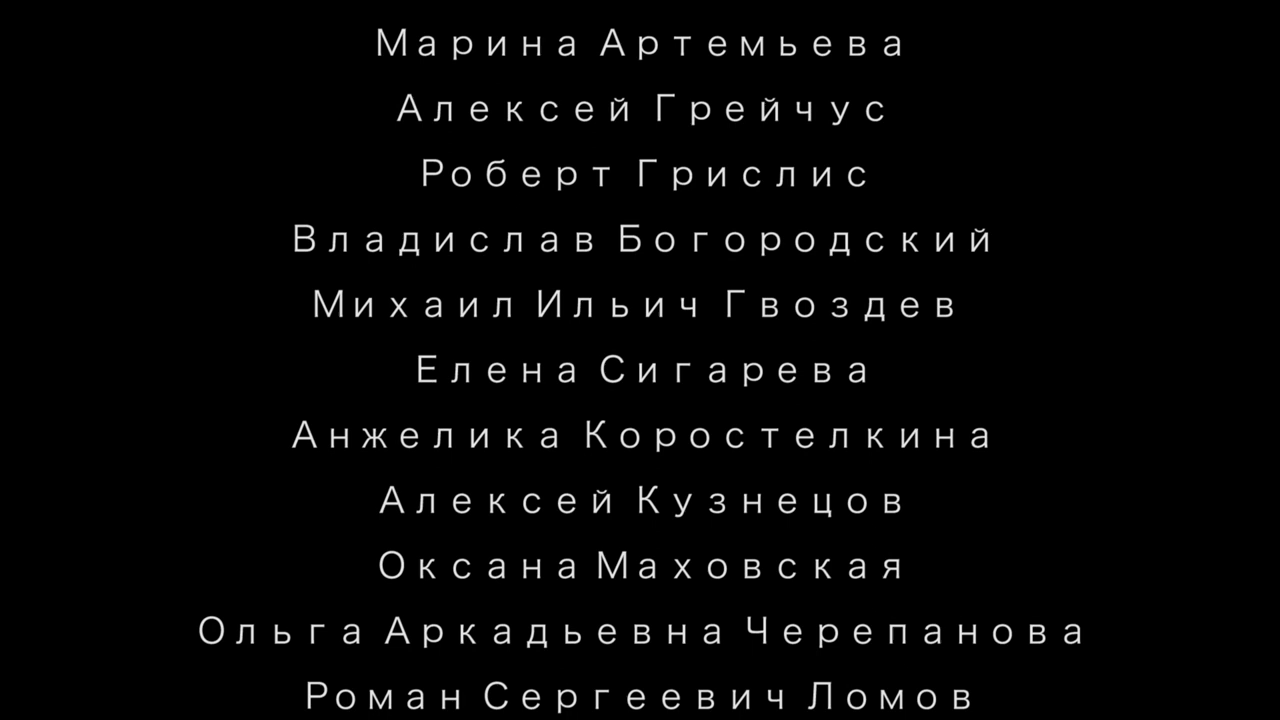 Марина Артемьева
Алексей Грейчус
Роберт Грислис
Владислав Богородский
Михаил Ильич Гвоздев
Елена Сигарева
Анжелика Коростелкина
Алексей Кузнецов
Оксана Маховская
Ольга Аркадьевна Черепанова
Роман Сергеевич Ломов